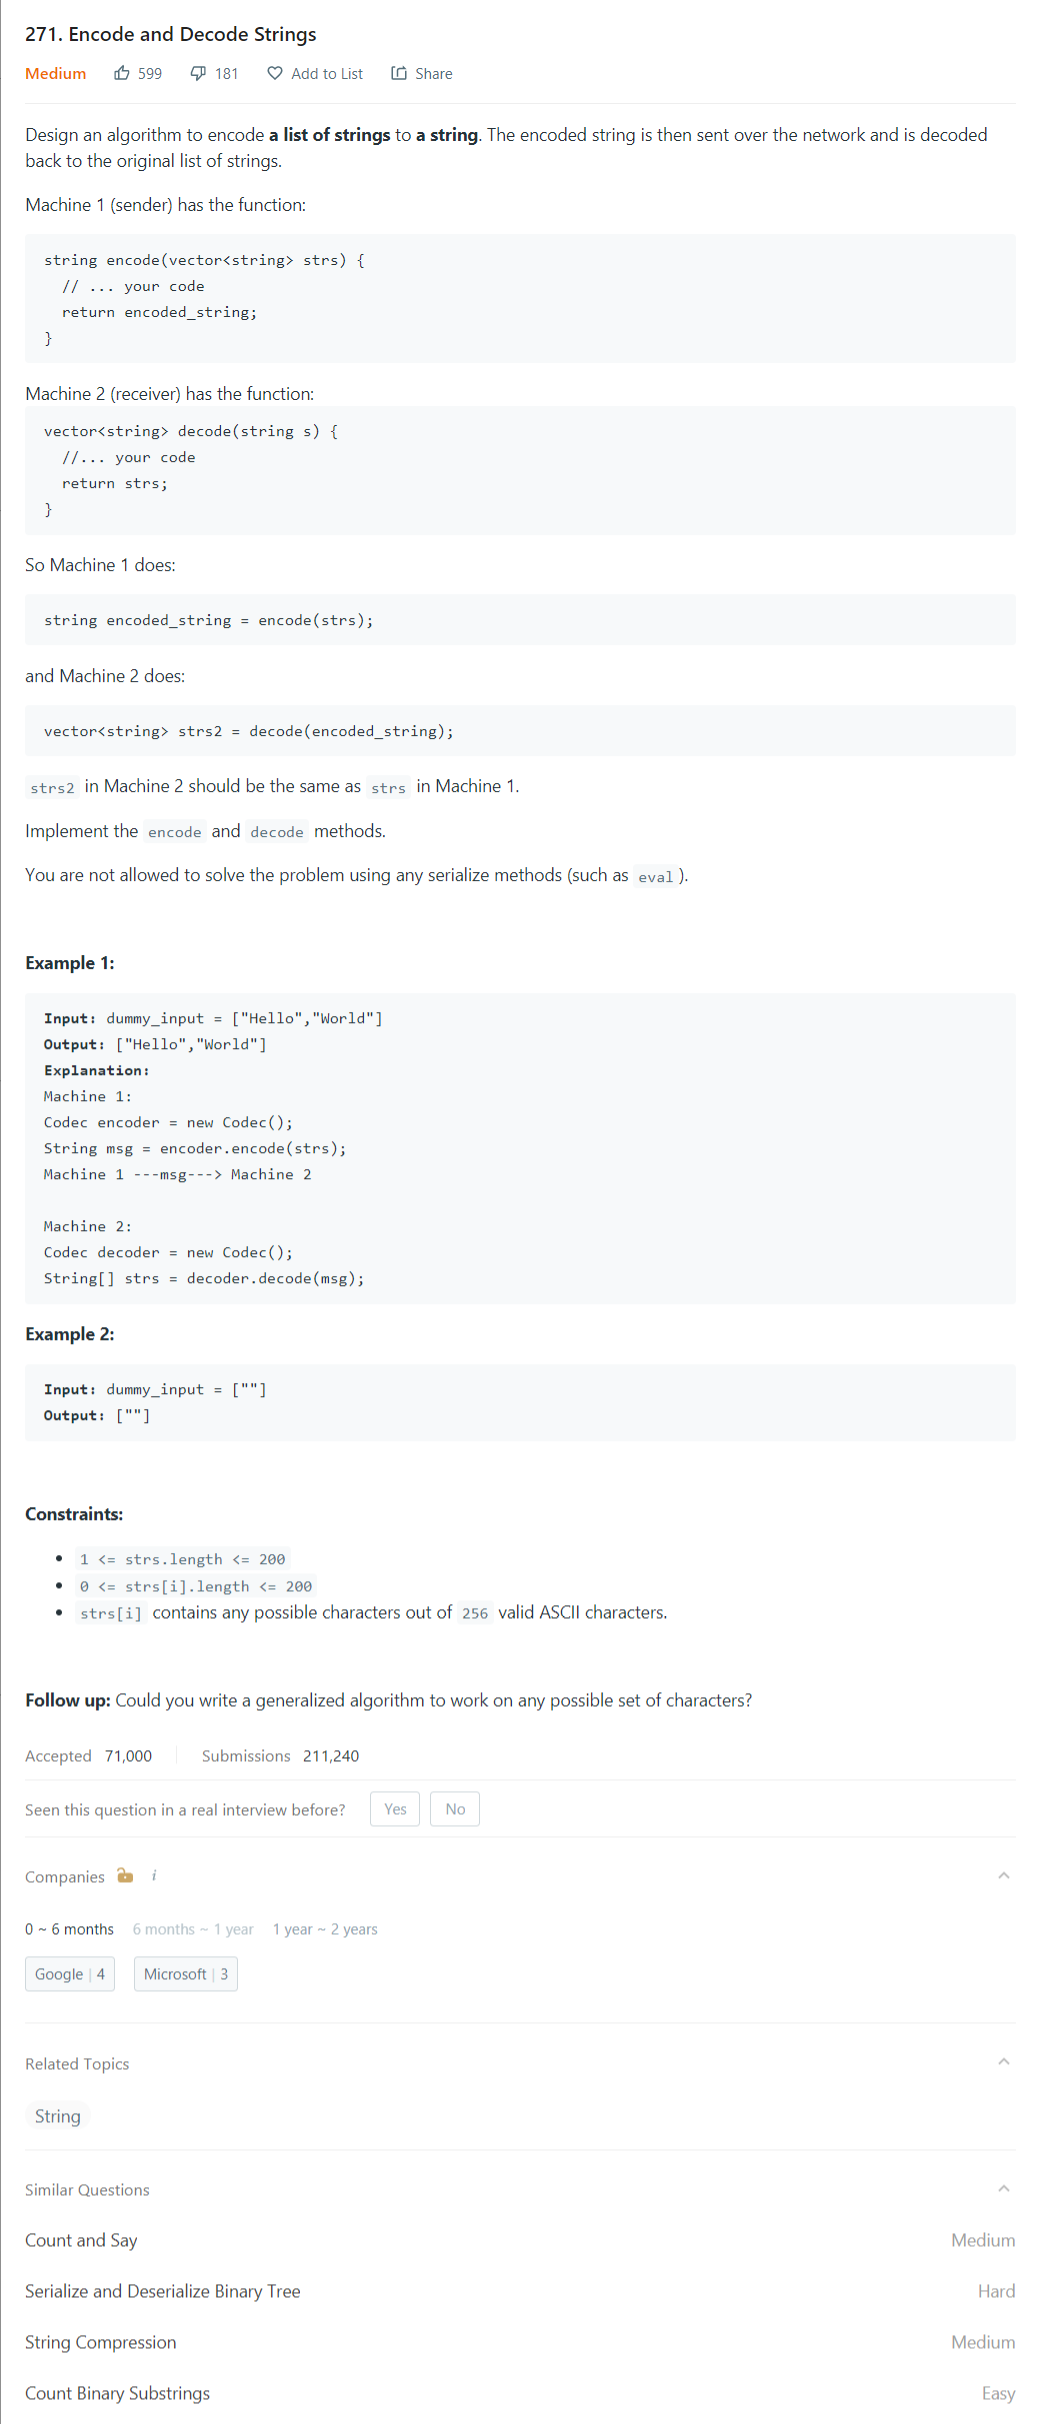 271. Encode and Decode Strings
Medium 599 181 Add to List Share
Design an algorithm to encode a list of strings to a string. The encoded string is then sent over the network and is decoded
back to the original list of strings.
Machine 1 (sender) has the function:
string encode(vector<string> strs) {
// ... your code
return encoded_string;
}
Machine 2 (receiver) has the function:
vector<string> decode(string s) {
//... your code
return strs;
}
So Machine 1 does:
string encoded_string = encode(strs);
and Machine 2 does:
vector<string> strs2 = decode(encoded_string);
strs2 in Machine 2 should be the same as strs in Machine 1.
Implement the encode and decode methods.
You are not allowed to solve the problem using any serialize methods (such as eval ).
Example 1:
Input: dummy_input = ["Hello","World"]
Output: ["Hello","World"]
Explanation:
Machine 1:
Codec encoder = new Codec();
String msg = encoder.encode(strs);
Machine 1 ---msg---> Machine 2
Machine 2:
Codec decoder = new Codec();
String[] strs = decoder.decode(msg);
Example 2:
Input: dummy_input = [""]
Output: [""]
Constraints:
• 1 <= strs.length <= 200
• 0 <= strs[i].length <= 200
• strs[i] contains any possible characters out of 256 valid ASCII characters.
Follow up: Could you write a generalized algorithm to work on any possible set of characters?
Accepted 71,000 Submissions 211,240
Seen this question in a real interview before? Yes No
Companies i
0 ~ 6 months 6 months ~ 1 year 1 year ~ 2 years
Google | 4 Microsoft | 3
Related Topics
String
Similar Questions
Count and Say Medium
Serialize and Deserialize Binary Tree Hard
String Compression Medium
Count Binary Substrings Easy